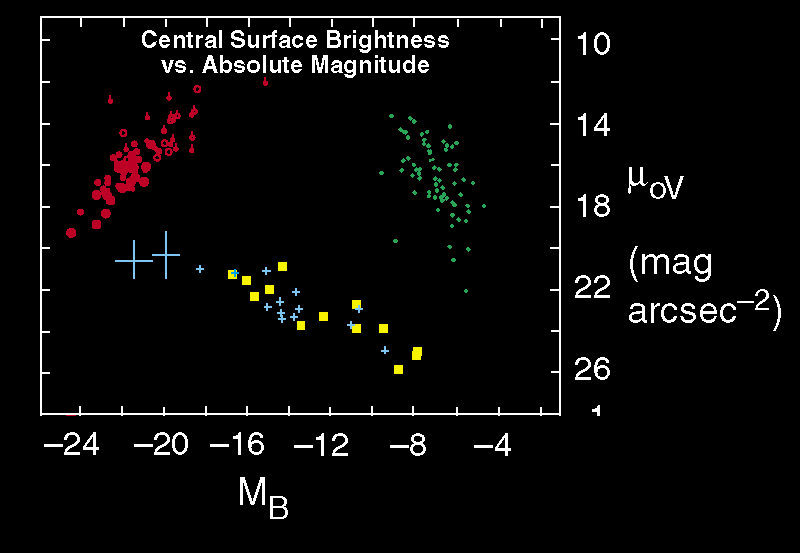 Central Surface Brightness
vs. Absolute Magnitude
10
14
18
22
26
μoV
(mag
arcsec−2)
−24 −20 −16 −12 −8 −4
MB